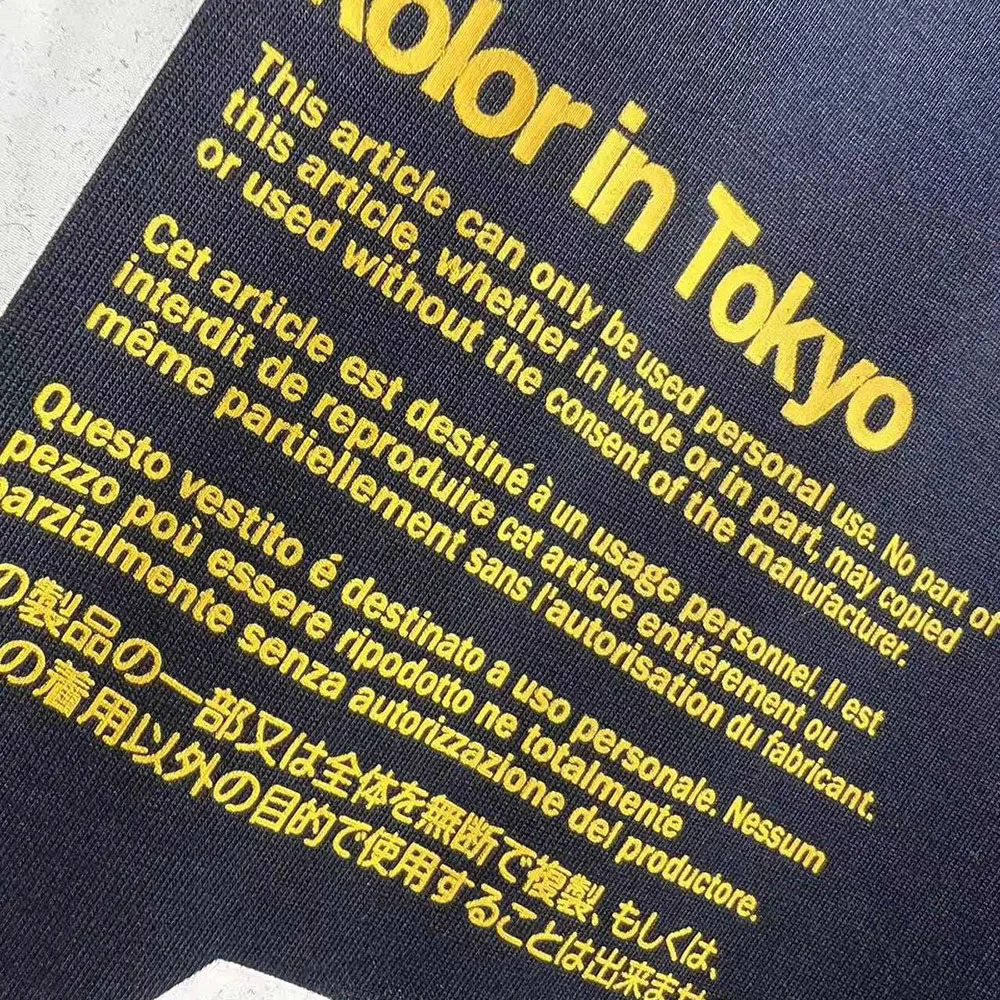 kolor in Tokyo
This article can only be used personal use. No part of
this article, whether in whole or in part, may copied
or used without the consent of the manufacturer.
Cet article est destiné à un usage personnel. Il est
interdit de reproduire cet article entiérement ou
même partiellement sans l'autorisation du fabricant.
Questo vestito é destinato a uso personale. Nessum
pezzo poù essere ripodotto ne totalmente
parzialmente senza autorizzazione del productore.
の製品の一部又は全体を無断で複製、もしくは、
の着用以外の目的で使用することは出来ませ